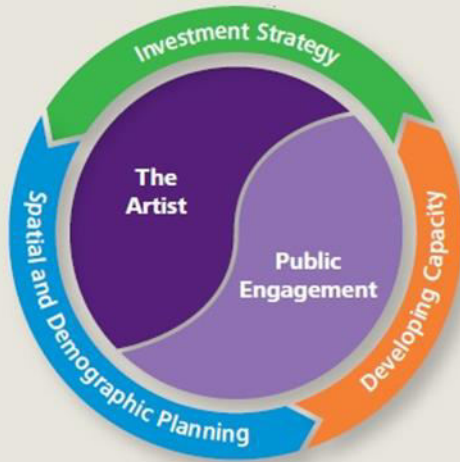 Investment Strategy
The
Artist
Public
Engagement
Spatial and Demographic Planning
Developing Capacity